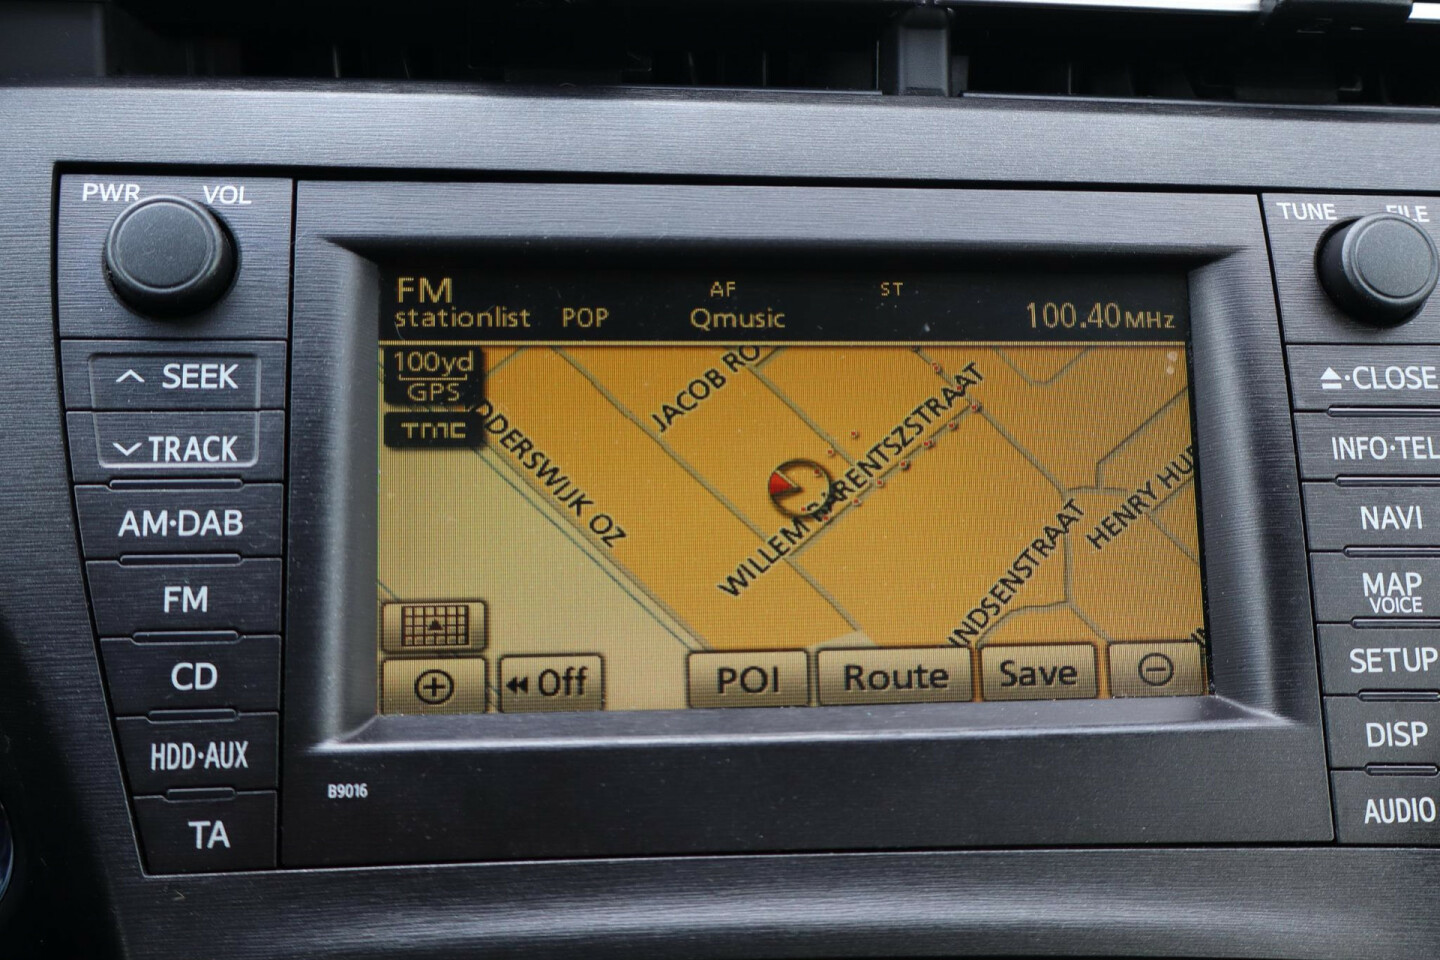 PWR VOL
TUNE FILE
SEEK
TRACK
AM·DAB
FM
CD
HDD·AUX
TA
FM AF ST
stationlist POP Qmusic 100.40MHz
100yd
GPS
TMC
JACOB RO
WILLEM BARENTSZSTRAAT
DDERSWIJK OZ
NDSENSTRAAT
HENRY HU
Off POI Route Save
B9016
CLOSE
INFO·TEL
NAVI
MAP
VOICE
SETUP
DISP
AUDIO